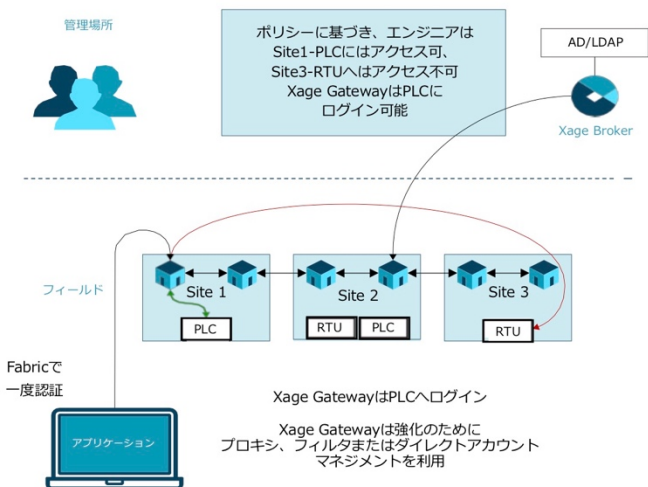 管理場所
ポリシーに基づき、エンジニアは
Site1-PLCにはアクセス可、
Site3-RTUへはアクセス不可
Xage GatewayはPLCに
ログイン可能
AD/LDAP
Xage Broker
フィールド
Site 1
Site 2
Site 3
PLC
RTU
PLC
RTU
Fabricで
一度認証
アプリケーション
Xage GatewayはPLCへログイン
Xage Gatewayは強化のために
プロキシ、フィルタまたはダイレクトアカウント
マネジメントを利用